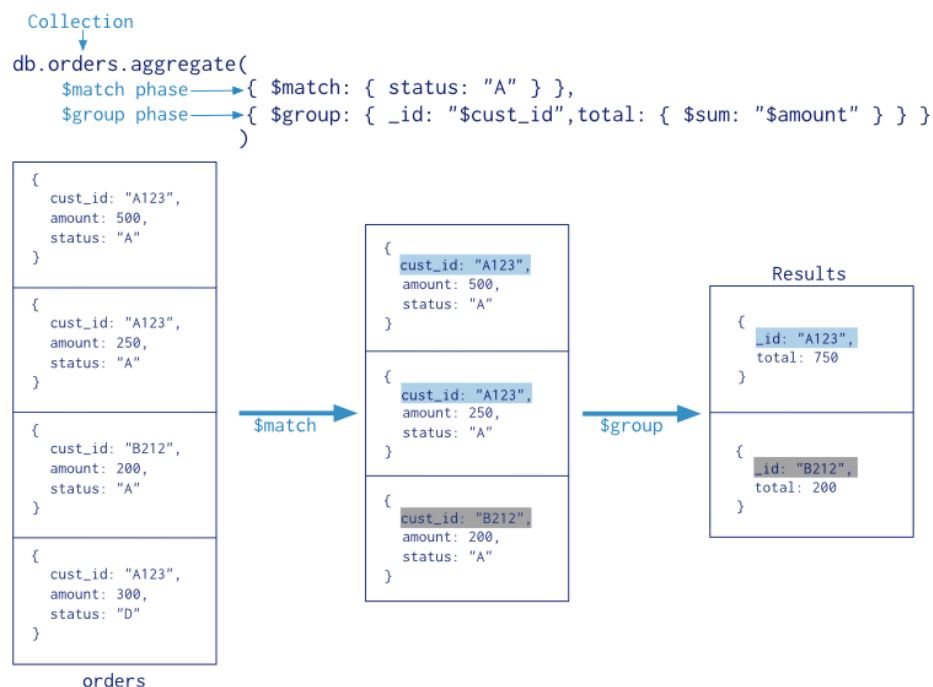 Collection
db.orders.aggregate(
$match phase { $match: { status: "A" } },
$group phase { $group: { _id: "$cust_id",total: { $sum: "$amount" } } }
)
{
cust_id: "A123",
amount: 500,
status: "A"
}
{
cust_id: "A123",
amount: 250,
status: "A"
}
{
cust_id: "B212",
amount: 200,
status: "A"
}
{
cust_id: "A123",
amount: 300,
status: "D"
}
orders
$match
{
cust_id: "A123",
amount: 500,
status: "A"
}
{
cust_id: "A123",
amount: 250,
status: "A"
}
{
cust_id: "B212",
amount: 200,
status: "A"
}
$group
Results
{
_id: "A123",
total: 750
}
{
_id: "B212",
total: 200
}